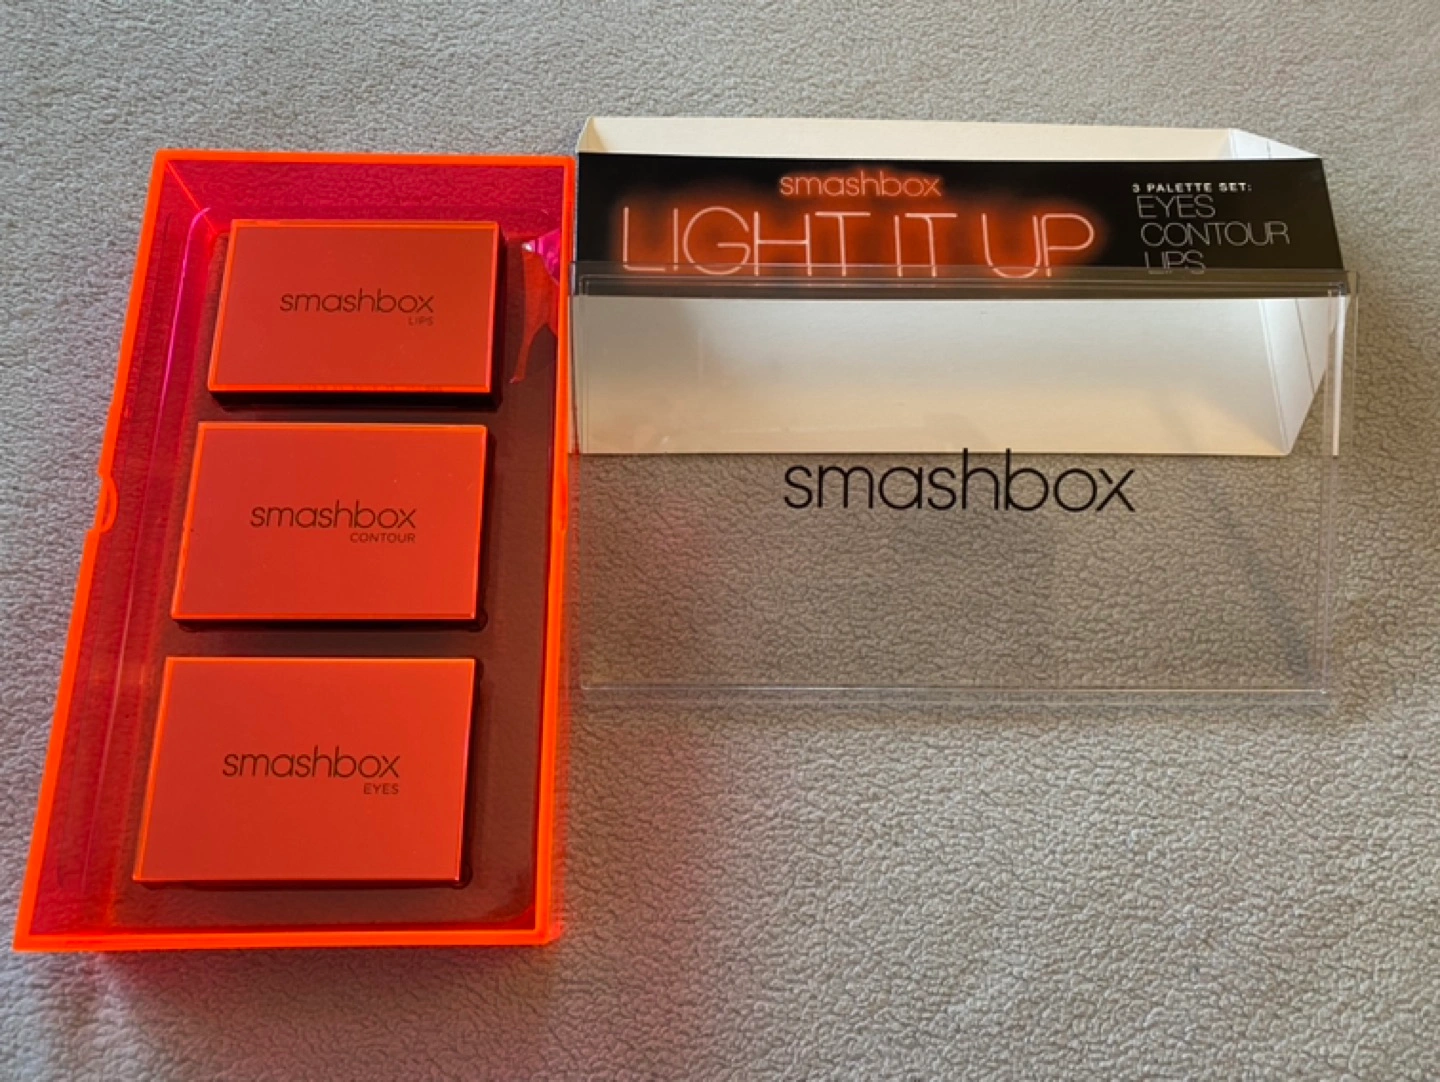 smashbox
LIPS
smashbox
CONTOUR
smashbox
EYES
smashbox
LIGHT IT UP
3 PALETTE SET:
EYES
CONTOUR
LIPS
smashbox